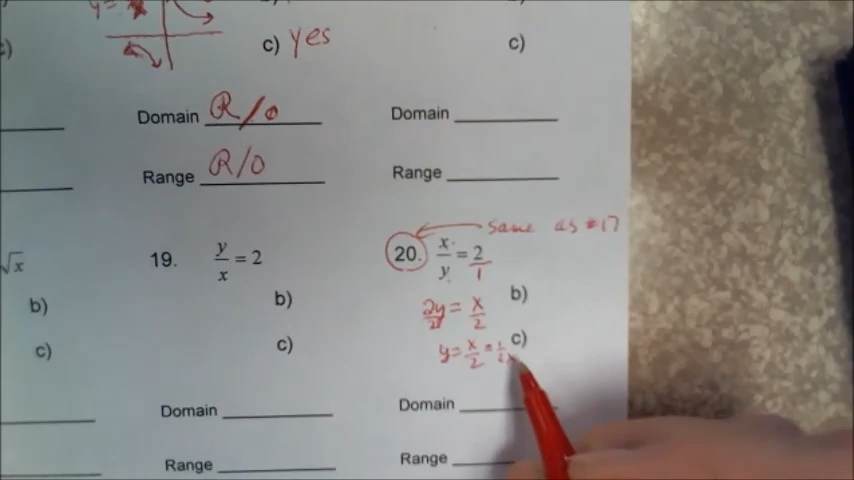 y=
c) yes
c)
c)
Domain R/0
Domain
Range R/0
Range
same as #17
√x
19. y/x = 2
20. x/y = 2/1
b)
b)
b)
2y/2 = x/2
c)
c)
c)
y = x/2 = 1/2 x
Domain
Domain
Range
Range